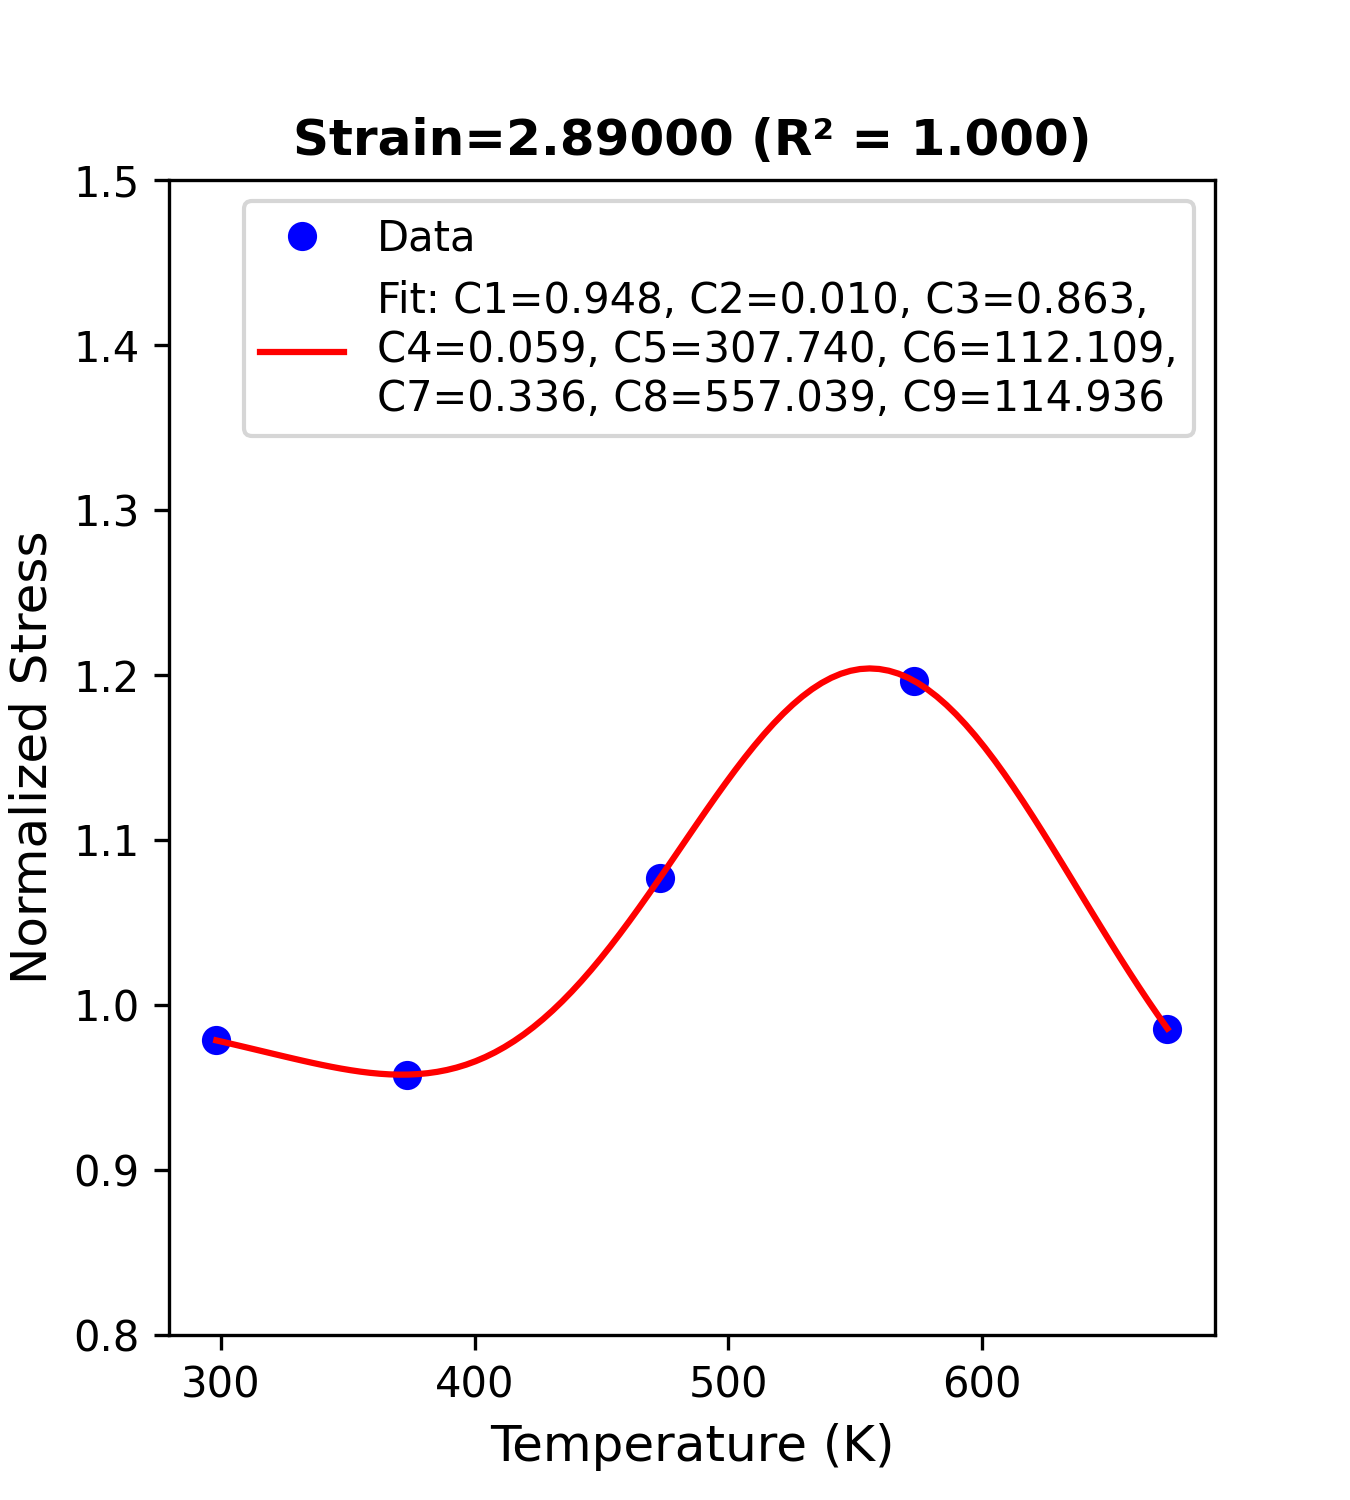 Strain=2.89000 (R² = 1.000)
1.5
1.4
1.3
1.2
1.1
1.0
0.9
0.8
Normalized Stress
Data
Fit: C1=0.948, C2=0.010, C3=0.863,
C4=0.059, C5=307.740, C6=112.109,
C7=0.336, C8=557.039, C9=114.936
300 400 500 600
Temperature (K)